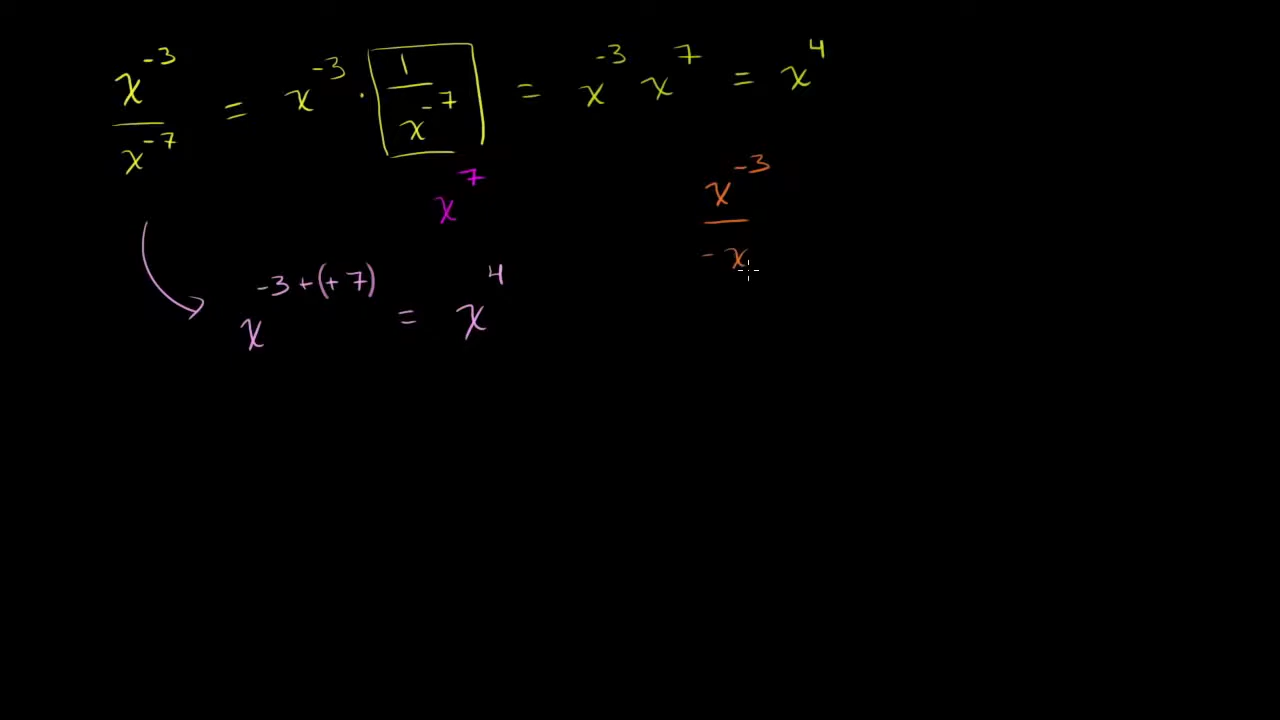 x^{-3} / x^{-7} = x^{-3} · 1 / x^{-7} = x^{-3} x^7 = x^4
x^7
x^{-3} / -x
x^{-3+(+7)} = x^4